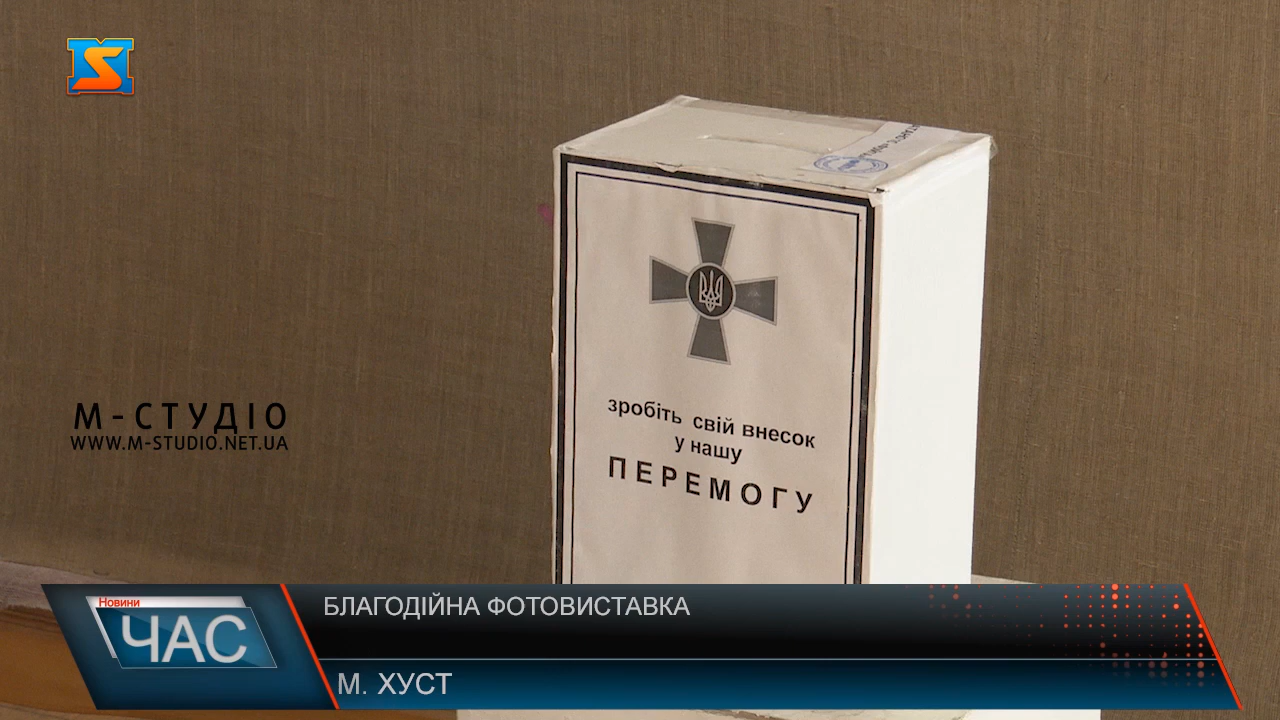 зробіть свій внесок
у нашу
ПЕРЕМОГУ
М-СТУДІО
WWW.M-STUDIO.NET.UA
Новини
ЧАС
БЛАГОДІЙНА ФОТОВИСТАВКА
М. ХУСТ